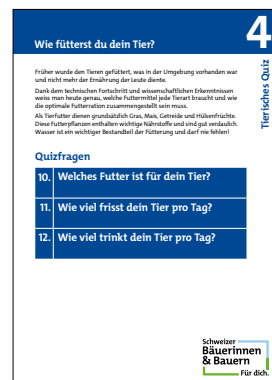 Wie fütterst du dein Tier?
4
Tierisches Quiz
Früher wurde den Tieren gefüttert, was in der Umgebung vorhanden war
und nicht mehr der Ernährung der Leute diente.
Dank dem technischen Fortschritt und wissenschaftlichen Erkenntnissen
weiss man heute genau, welche Futtermittel jede Tierart braucht und wie
die optimale Futterration zusammengestellt sein muss.
Als Tierfutter dienen grundsätzlich Gras, Mais, Getreide und Hülsenfrüchte.
Diese Futterpflanzen enthalten wichtige Nährstoffe und sind gut verdaulich.
Wasser ist ein wichtiger Bestandteil der Fütterung und darf nie fehlen!
Quizfragen
10. Welches Futter ist für dein Tier?
11. Wie viel frisst dein Tier pro Tag?
12. Wie viel trinkt dein Tier pro Tag?
Schweizer
Bäuerinnen
& Bauern
Für dich.